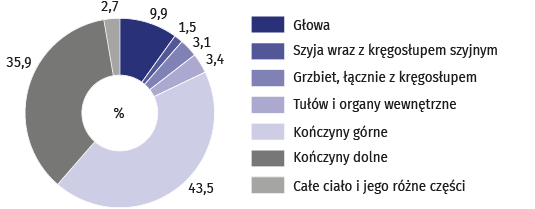 2,7
9,9
1,5
3,1
3,4
35,9
%
43,5
Głowa
Szyja wraz z kręgosłupem szyjnym
Grzbiet, łącznie z kręgosłupem
Tułów i organy wewnętrzne
Kończyny górne
Kończyny dolne
Całe ciało i jego różne części